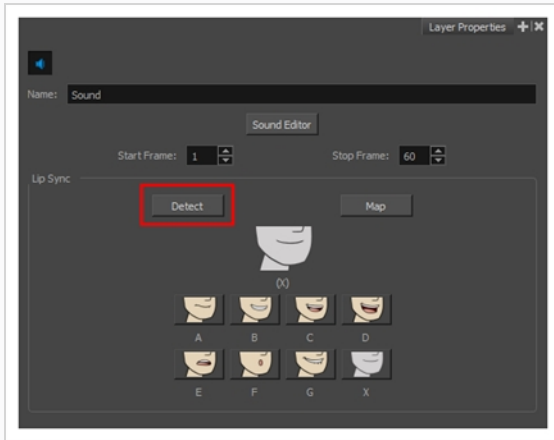 Layer Properties
Name: Sound
Sound Editor
Start Frame: 1 Stop Frame: 60
Lip Sync
Detect Map
(X)
A B C D
E F G X